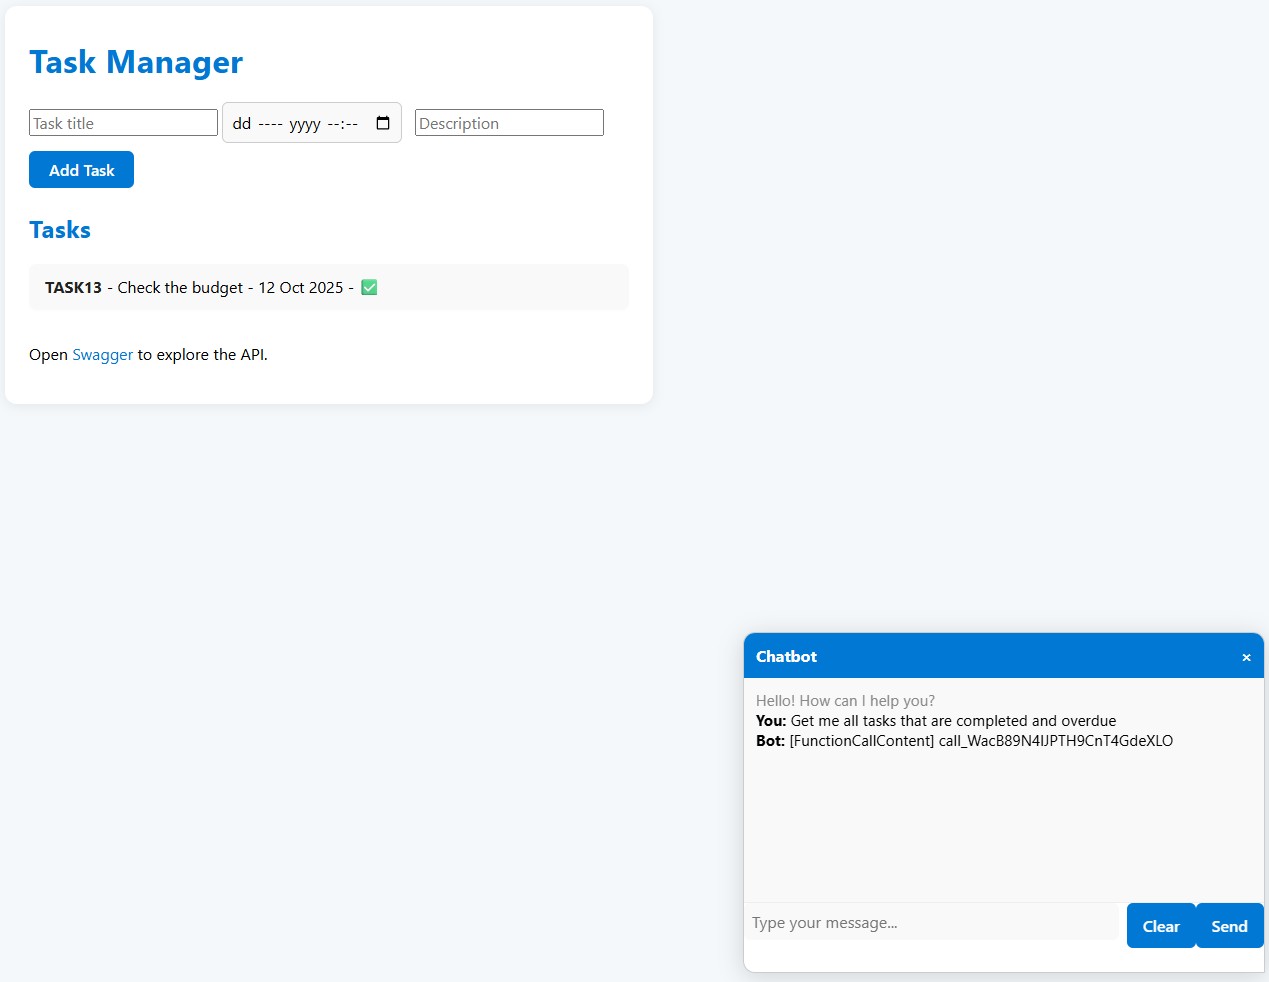 Task Manager
Task title dd ---- yyyy --:-- Description
Add Task
Tasks
TASK13 - Check the budget - 12 Oct 2025 - ✅
Open Swagger to explore the API.
Chatbot ×
Hello! How can I help you?
You: Get me all tasks that are completed and overdue
Bot: [FunctionCallContent] call_WacB89N4IJPTH9CnT4GdeXLO
Type your message... Clear Send